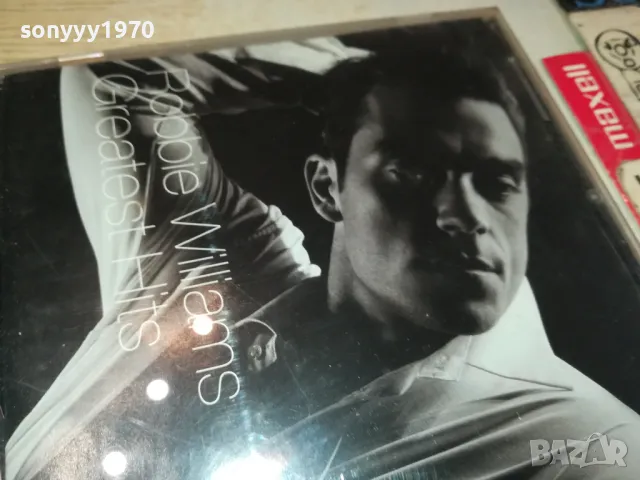 sonyyy1970
Robbie Williams
Greatest Hits
maxell
BAZAR